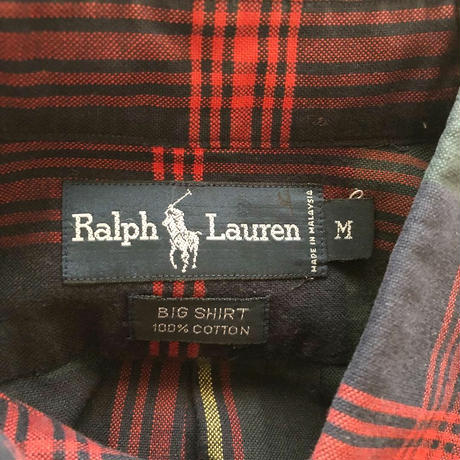 Ralph Lauren
MADE IN MALAYSIA
M
BIG SHIRT
100% COTTON